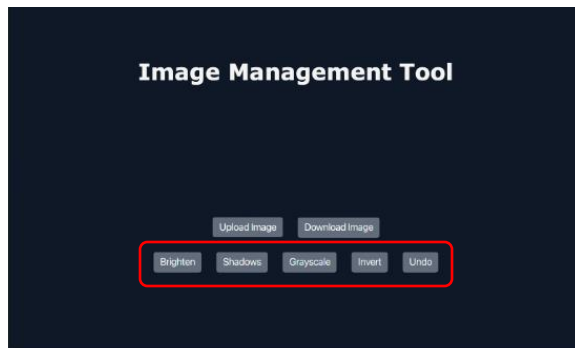 Image Management Tool
Upload Image Download Image
Brighten Shadows Grayscale Invert Undo